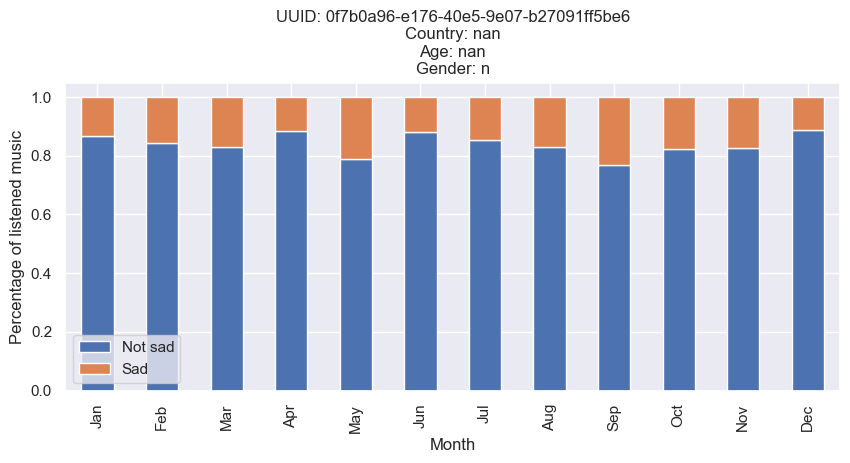 UUID: 0f7b0a96-e176-40e5-9e07-b27091ff5be6
Country: nan
Age: nan
Gender: n
Percentage of listened music
1.0
0.8
0.6
0.4
0.2
0.0
Not sad
Sad
Jan
Feb
Mar
Apr
May
Jun
Jul
Aug
Sep
Oct
Nov
Dec
Month